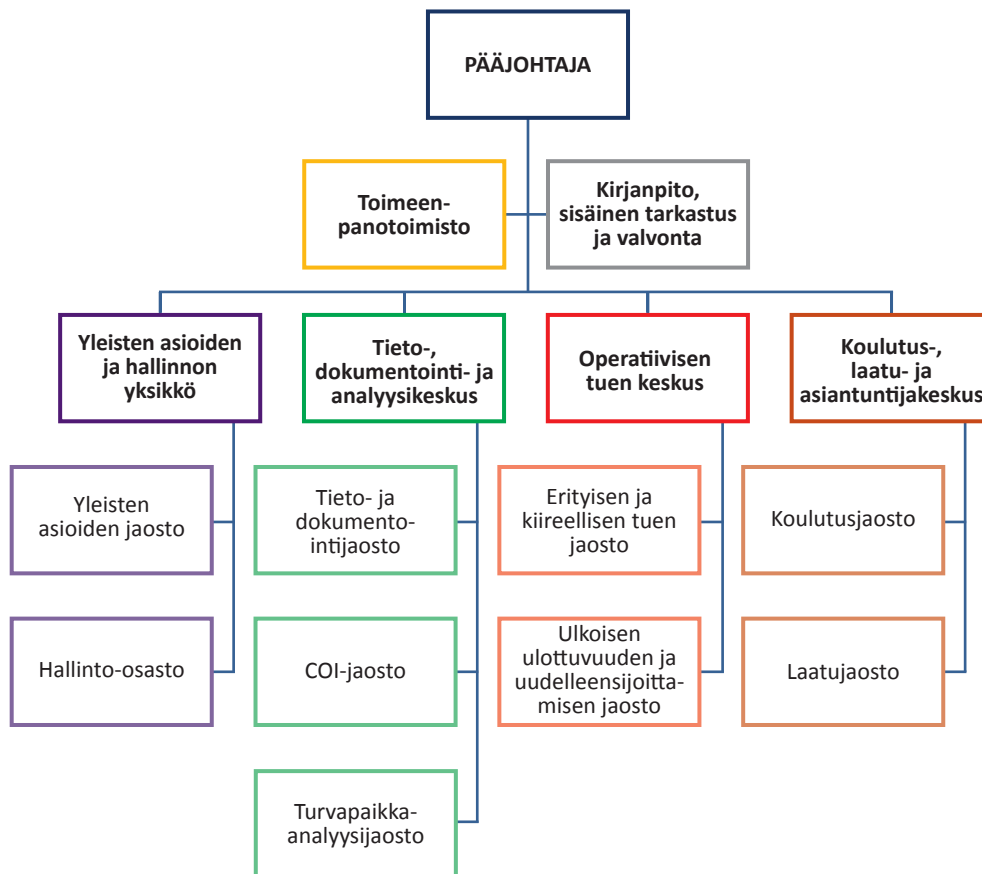 PÄÄJOHTAJA
Toimeen-
panotoimisto
Kirjanpito,
sisäinen tarkastus
ja valvonta
Yleisten asioiden
ja hallinnon
yksikkö
Tieto-,
dokumentointi- ja
analyysikeskus
Operatiivisen
tuen keskus
Koulutus-,
laatu- ja
asiantuntijakeskus
Yleisten
asioiden jaosto
Tieto- ja
dokumento-
intijaosto
Erityisen ja
kiireellisen tuen
jaosto
Koulutusjaosto
Hallinto-osasto
COI-jaosto
Ulkoisen
ulottuvuuden ja
uudelleensijoitta-
misen jaosto
Laatujaosto
Turvapaikka-
analyysijaosto